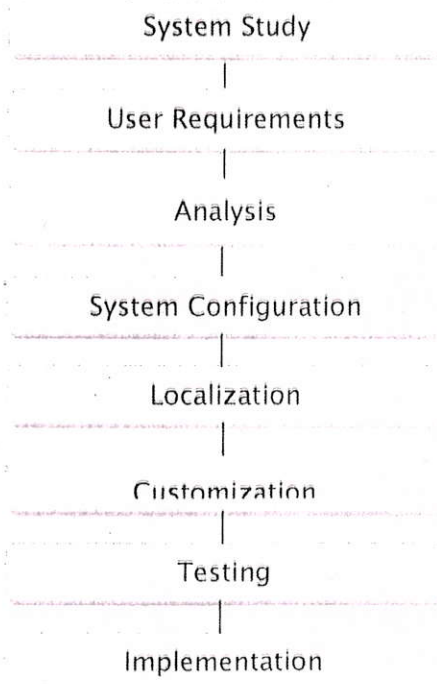 System Study
User Requirements
Analysis
System Configuration
Localization
Customization
Testing
Implementation